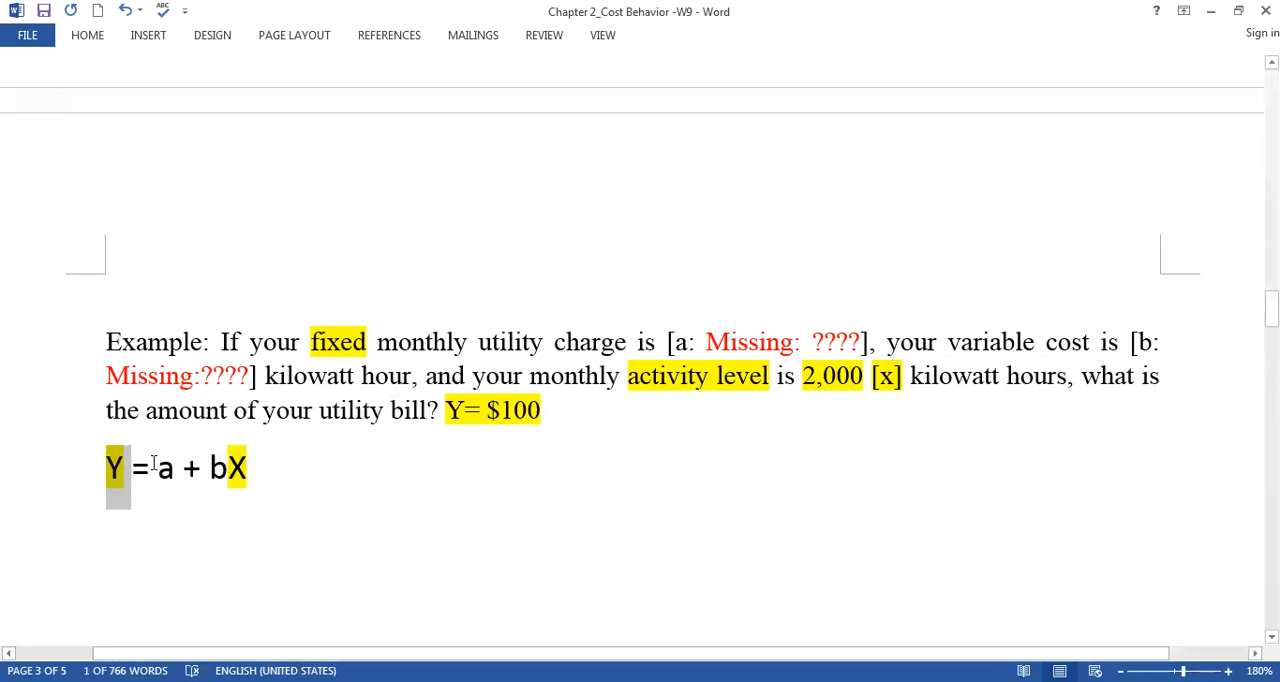 Chapter 2_Cost Behavior -W9 - Word
ABC
?
Sign in
FILE HOME INSERT DESIGN PAGE LAYOUT REFERENCES MAILINGS REVIEW VIEW
Example: If your fixed monthly utility charge is [a: Missing: ????], your variable cost is [b:
Missing:????] kilowatt hour, and your monthly activity level is 2,000 [x] kilowatt hours, what is
the amount of your utility bill? Y= $100
Y = a + bX
PAGE 3 OF 5 1 OF 766 WORDS ENGLISH (UNITED STATES) 180%